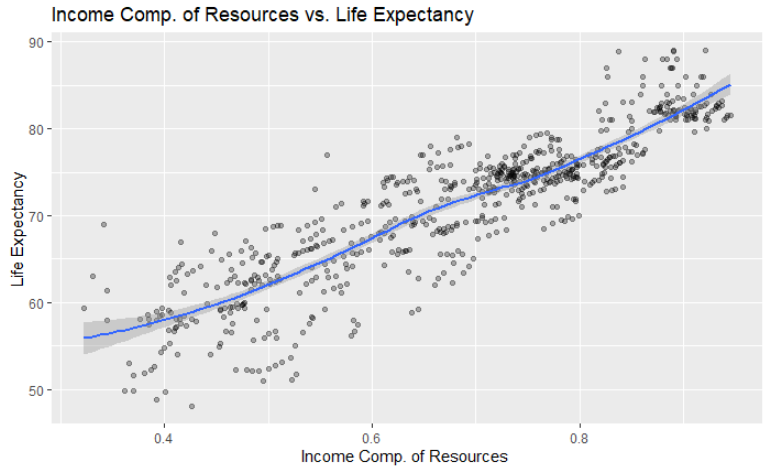 Income Comp. of Resources vs. Life Expectancy
90
80
70
60
50
Life Expectancy
0.4 0.6 0.8
Income Comp. of Resources